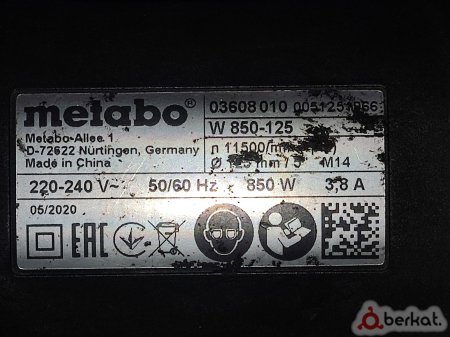 metabo®
03608010
Metabo-Allee 1
D-72622 Nürtingen, Germany
Made in China
W 850-125
n 11500/min
M14
220-240 V~ 50/60 Hz 850 W 3,8 A
05/2020
EAC
berkat.